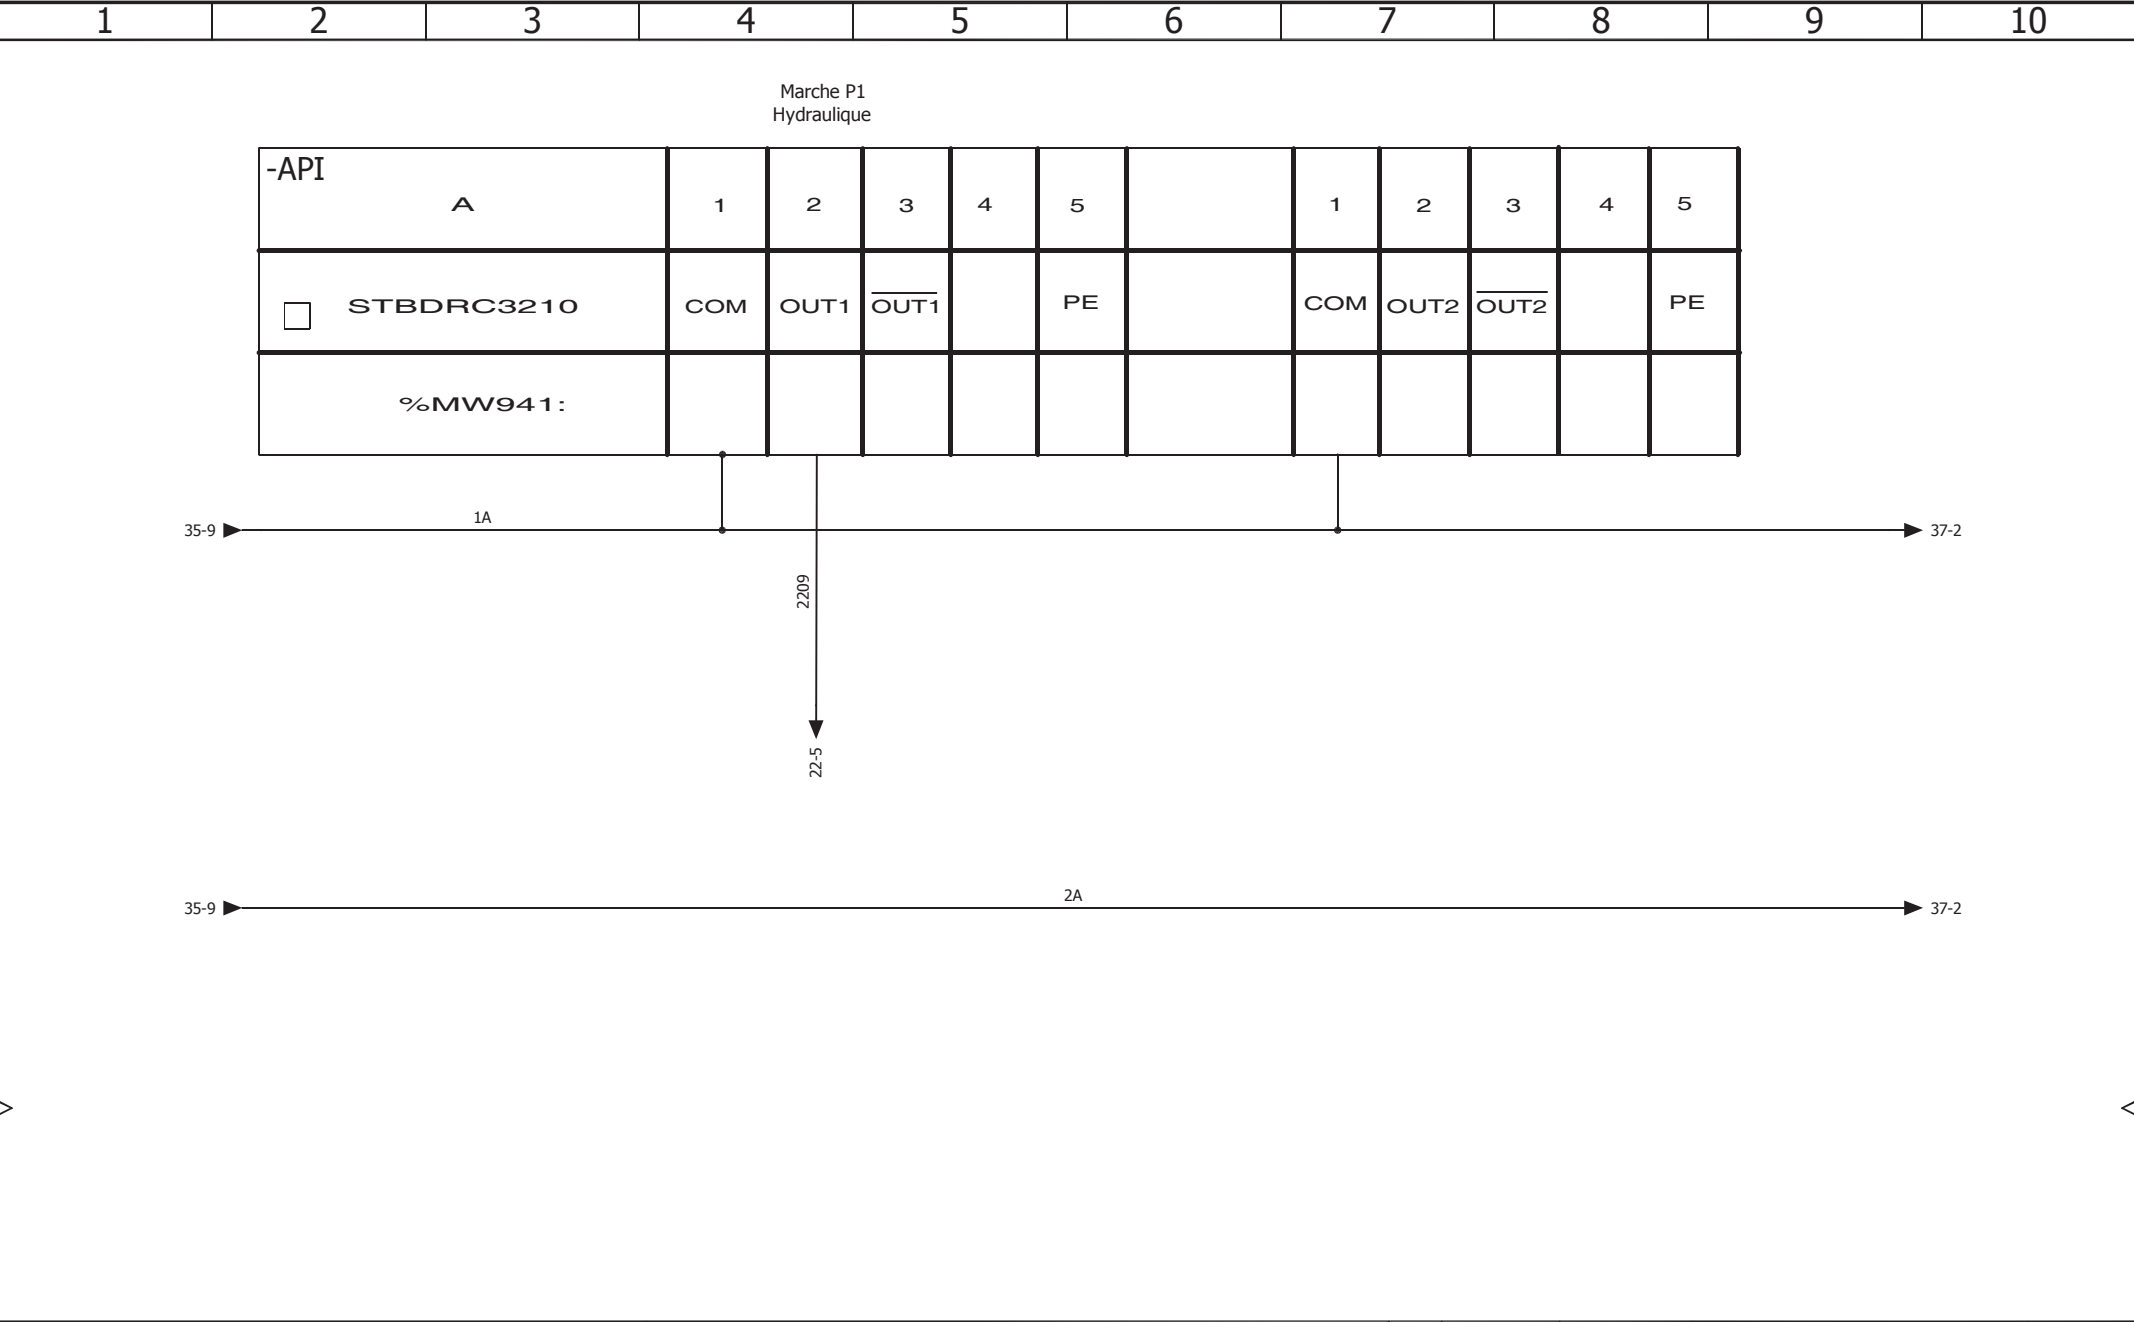 1 2 3 4 5 6 7 8 9 10
Marche P1
Hydraulique
-API
A 1 2 3 4 5 1 2 3 4 5
STBDRC3210 COM OUT1 OUT1 PE COM OUT2 OUT2 PE
%MW941:
1A
35-9 37-2
2209
22-5
2A
35-9 37-2